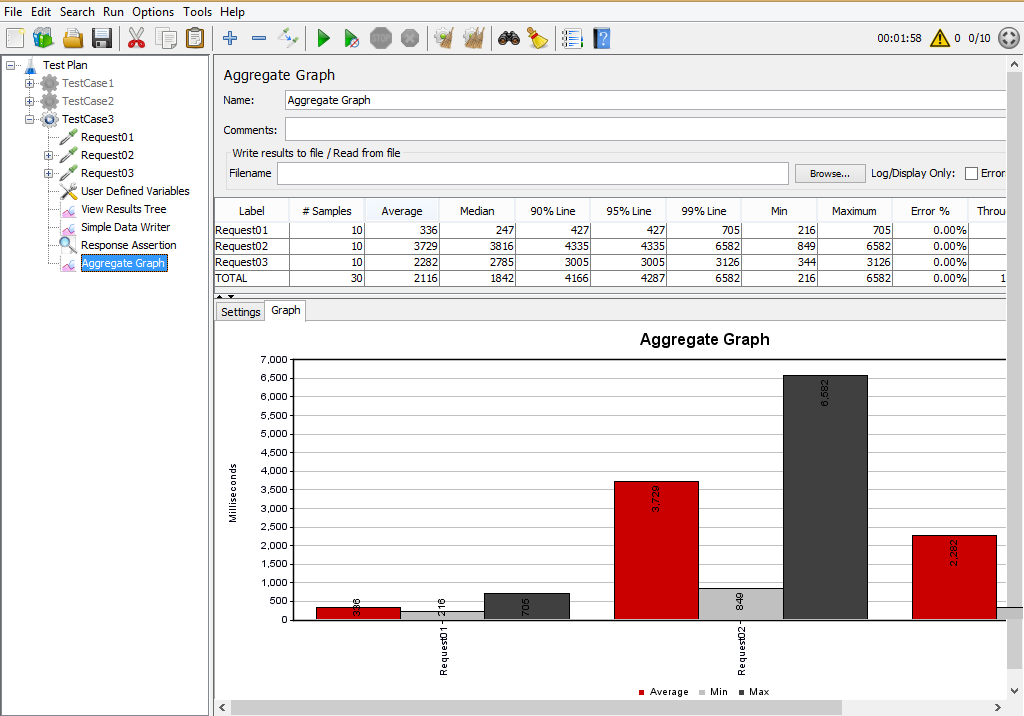 File Edit Search Run Options Tools Help
STOP ? 00:01:58 0 0/10
Test Plan
TestCase1
TestCase2
TestCase3
Request01
Request02
Request03
User Defined Variables
View Results Tree
Simple Data Writer
Response Assertion
Aggregate Graph
Aggregate Graph
Name: Aggregate Graph
Comments:
Write results to file / Read from file
Filename Browse... Log/Display Only: Error
Label # Samples Average Median 90% Line 95% Line 99% Line Min Maximum Error % Throu
Request01 10 336 247 427 427 705 216 705 0.00%
Request02 10 3729 3816 4335 4335 6582 849 6582 0.00%
Request03 10 2282 2785 3005 3005 3126 344 3126 0.00%
TOTAL 30 2116 1842 4166 4287 6582 216 6582 0.00% 1
Settings Graph
Aggregate Graph
7,000
6,500
6,000
5,500
5,000
4,500
4,000
3,500
3,000
2,500
2,000
1,500
1,000
500
0
Milliseconds
336
216
705
3,729
849
6,582
2,282
Request01
Request02
Average Min Max